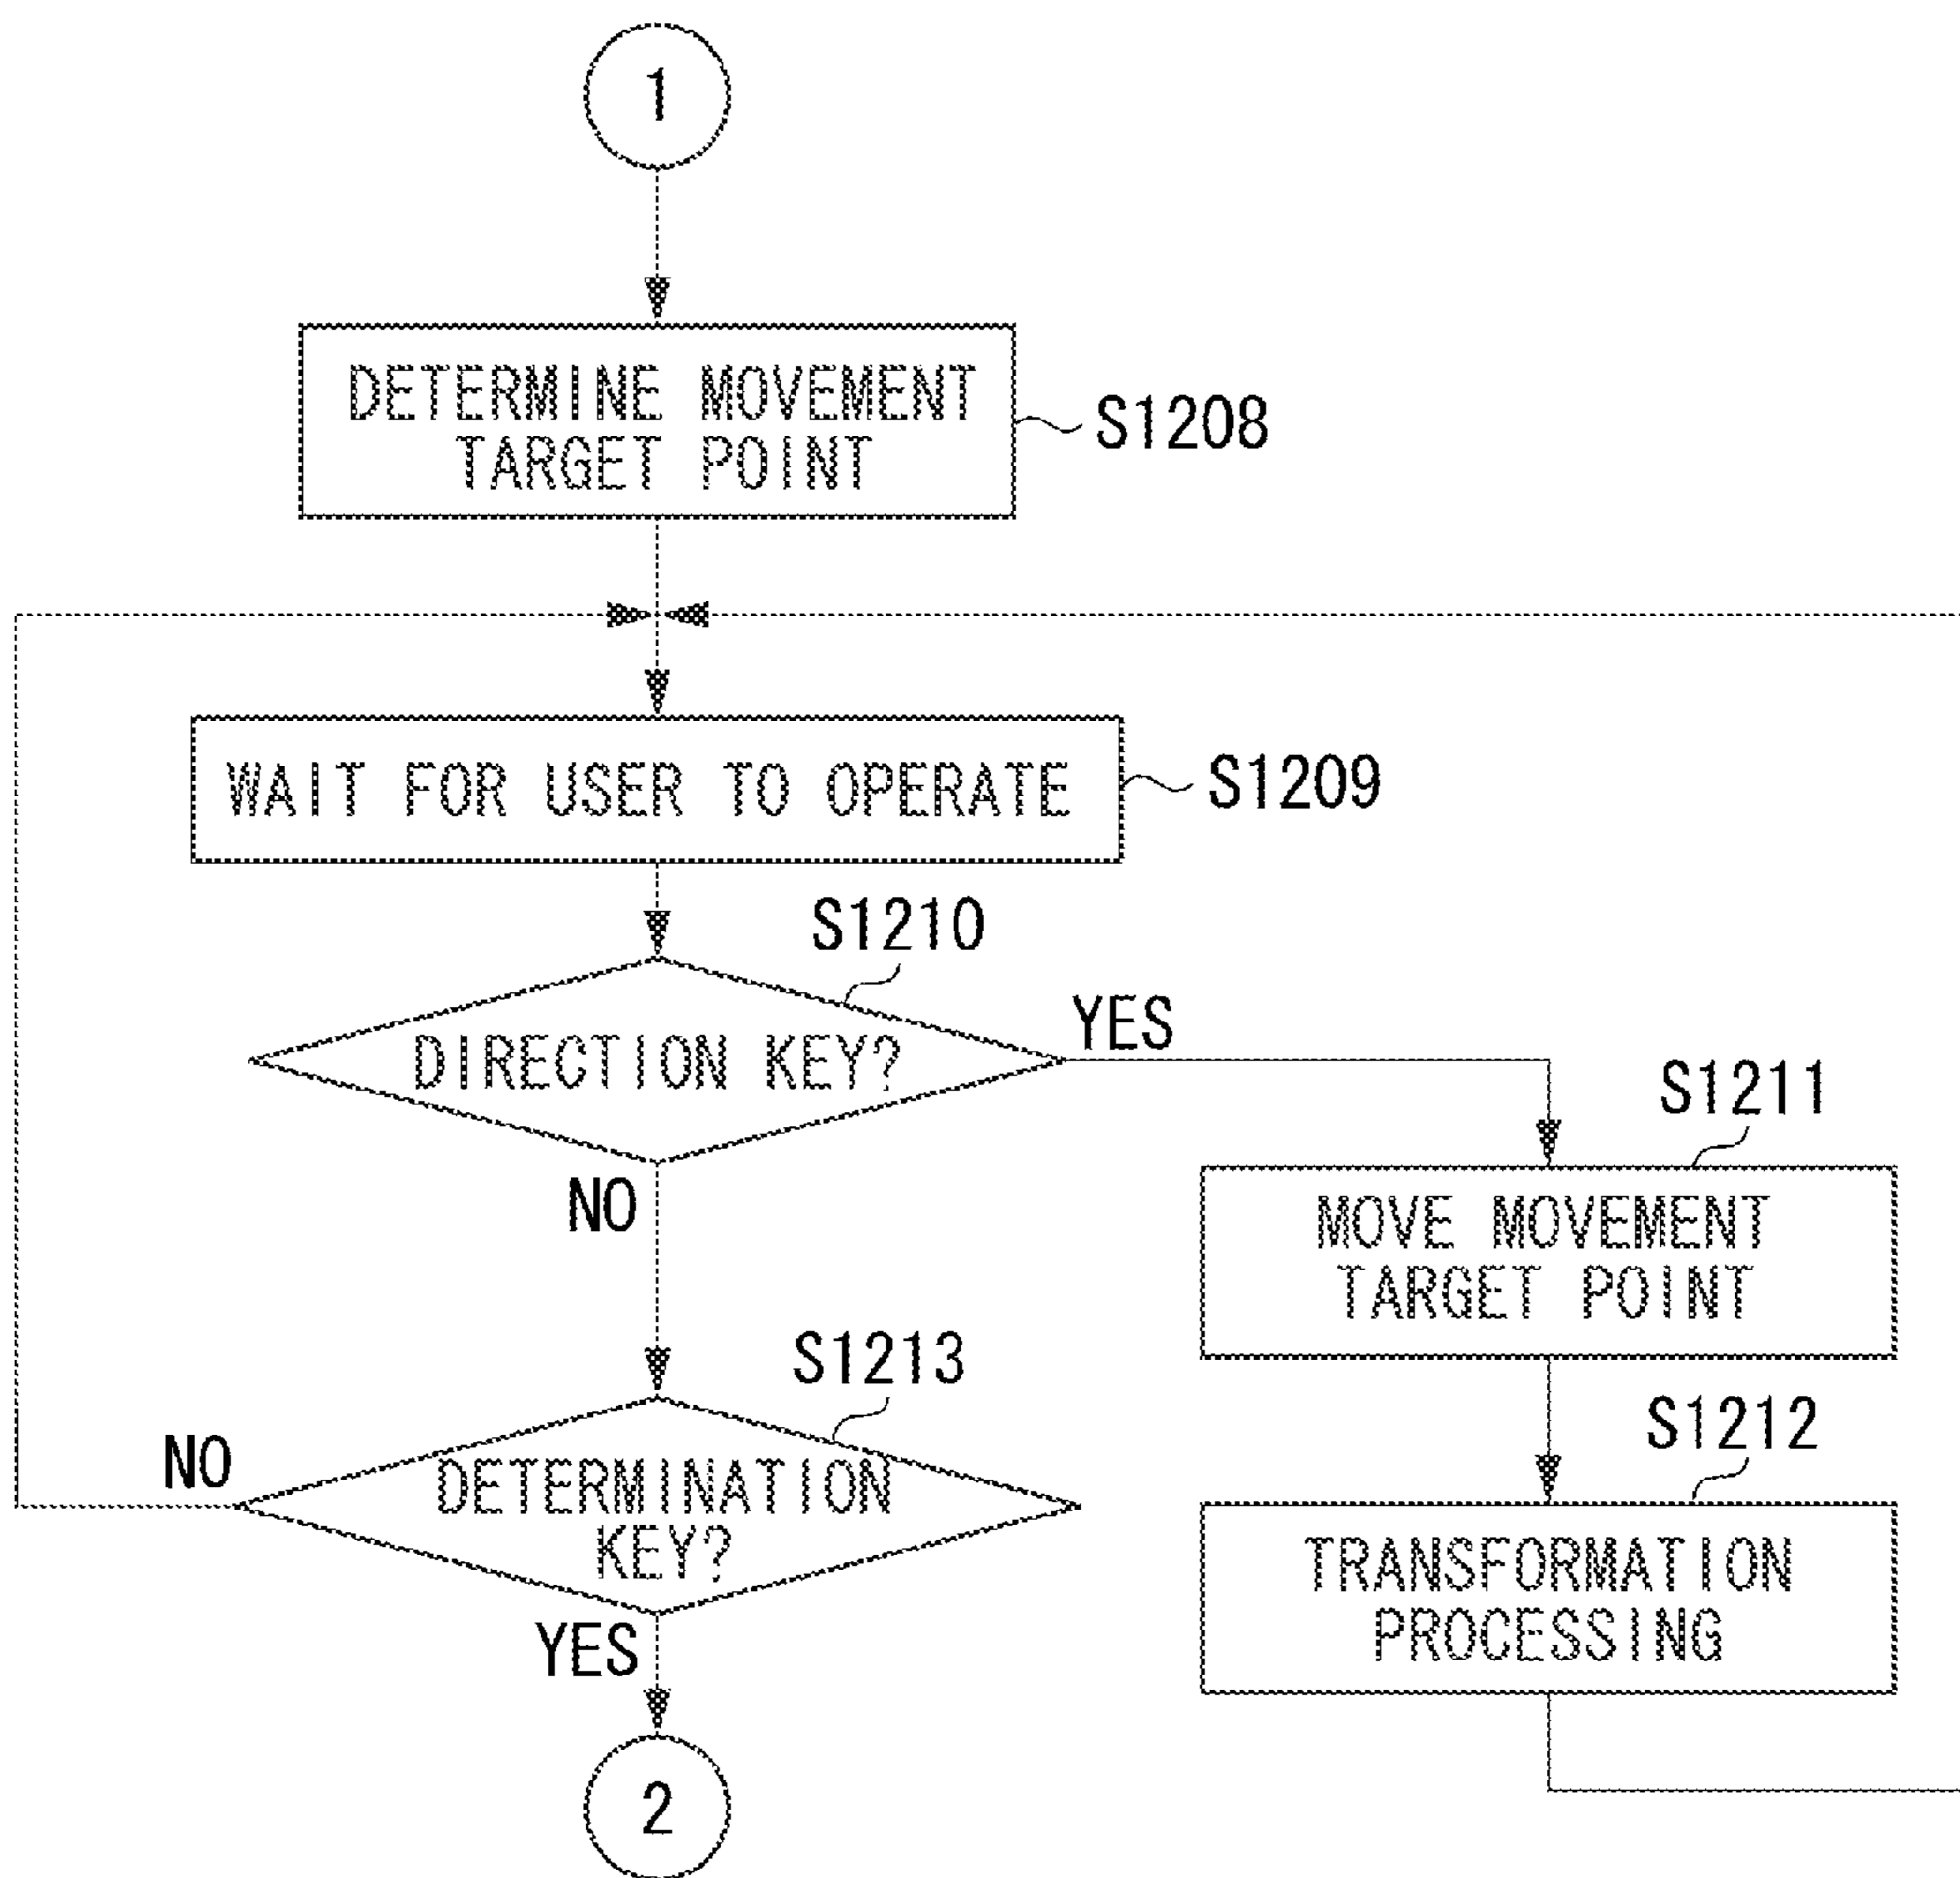 1
DETERMINE MOVEMENT
TARGET POINT
S1208
WAIT FOR USER TO OPERATE
S1209
S1210
DIRECTION KEY?
YES
NO
S1211
MOVE MOVEMENT
TARGET POINT
S1213
DETERMINATION
KEY?
NO
YES
S1212
TRANSFORMATION
PROCESSING
2